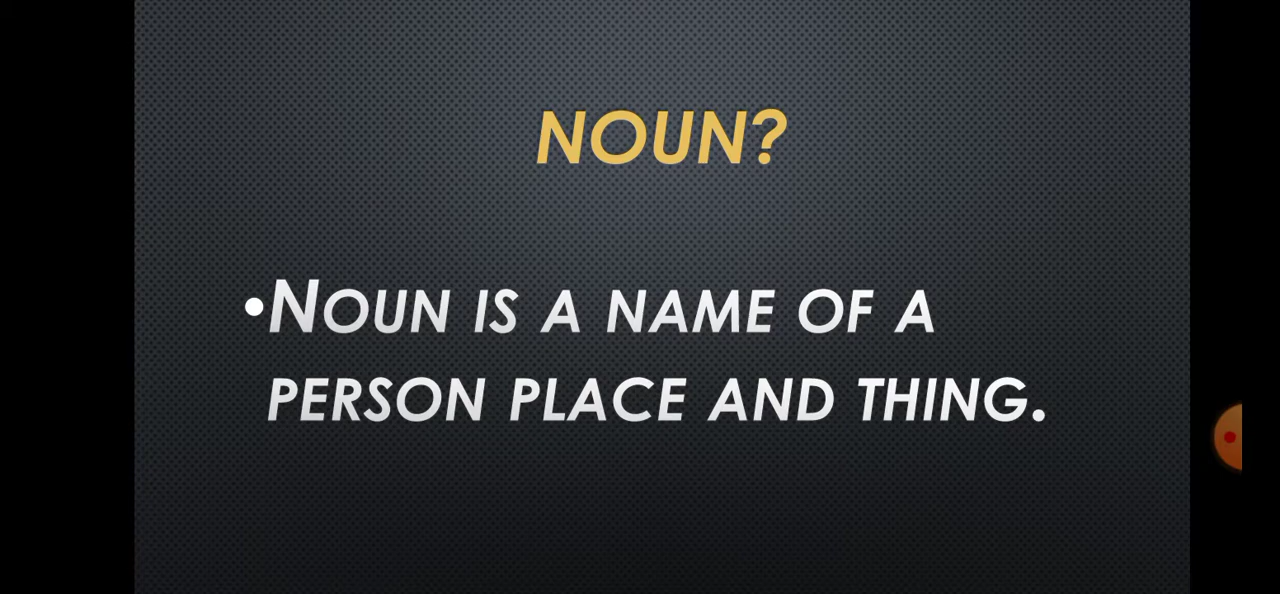 NOUN?
•NOUN IS A NAME OF A
PERSON PLACE AND THING.